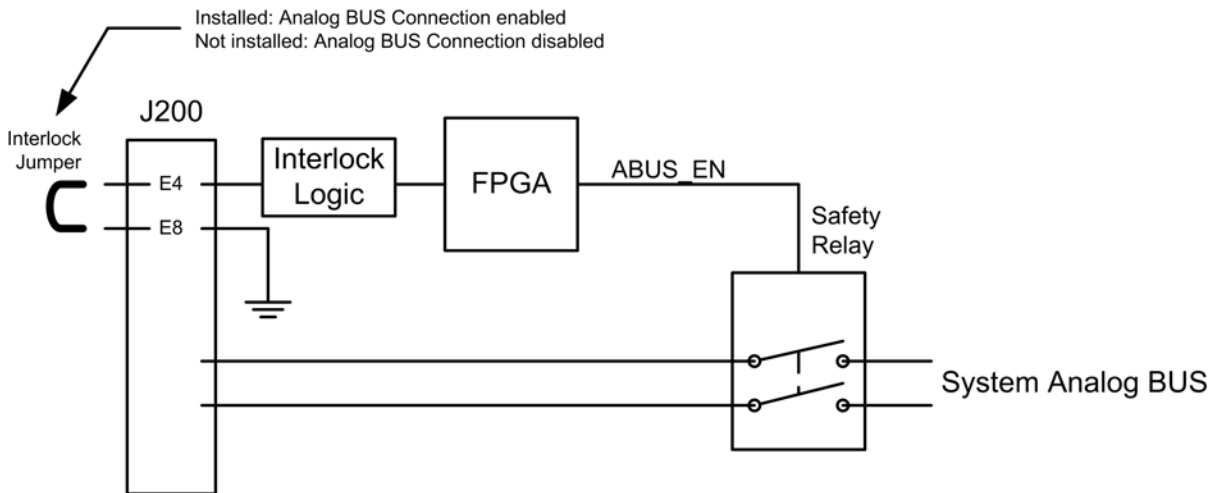 Installed: Analog BUS Connection enabled
Not installed: Analog BUS Connection disabled
J200
Interlock
Jumper
E4
E8
Interlock
Logic
FPGA
ABUS_EN
Safety
Relay
System Analog BUS